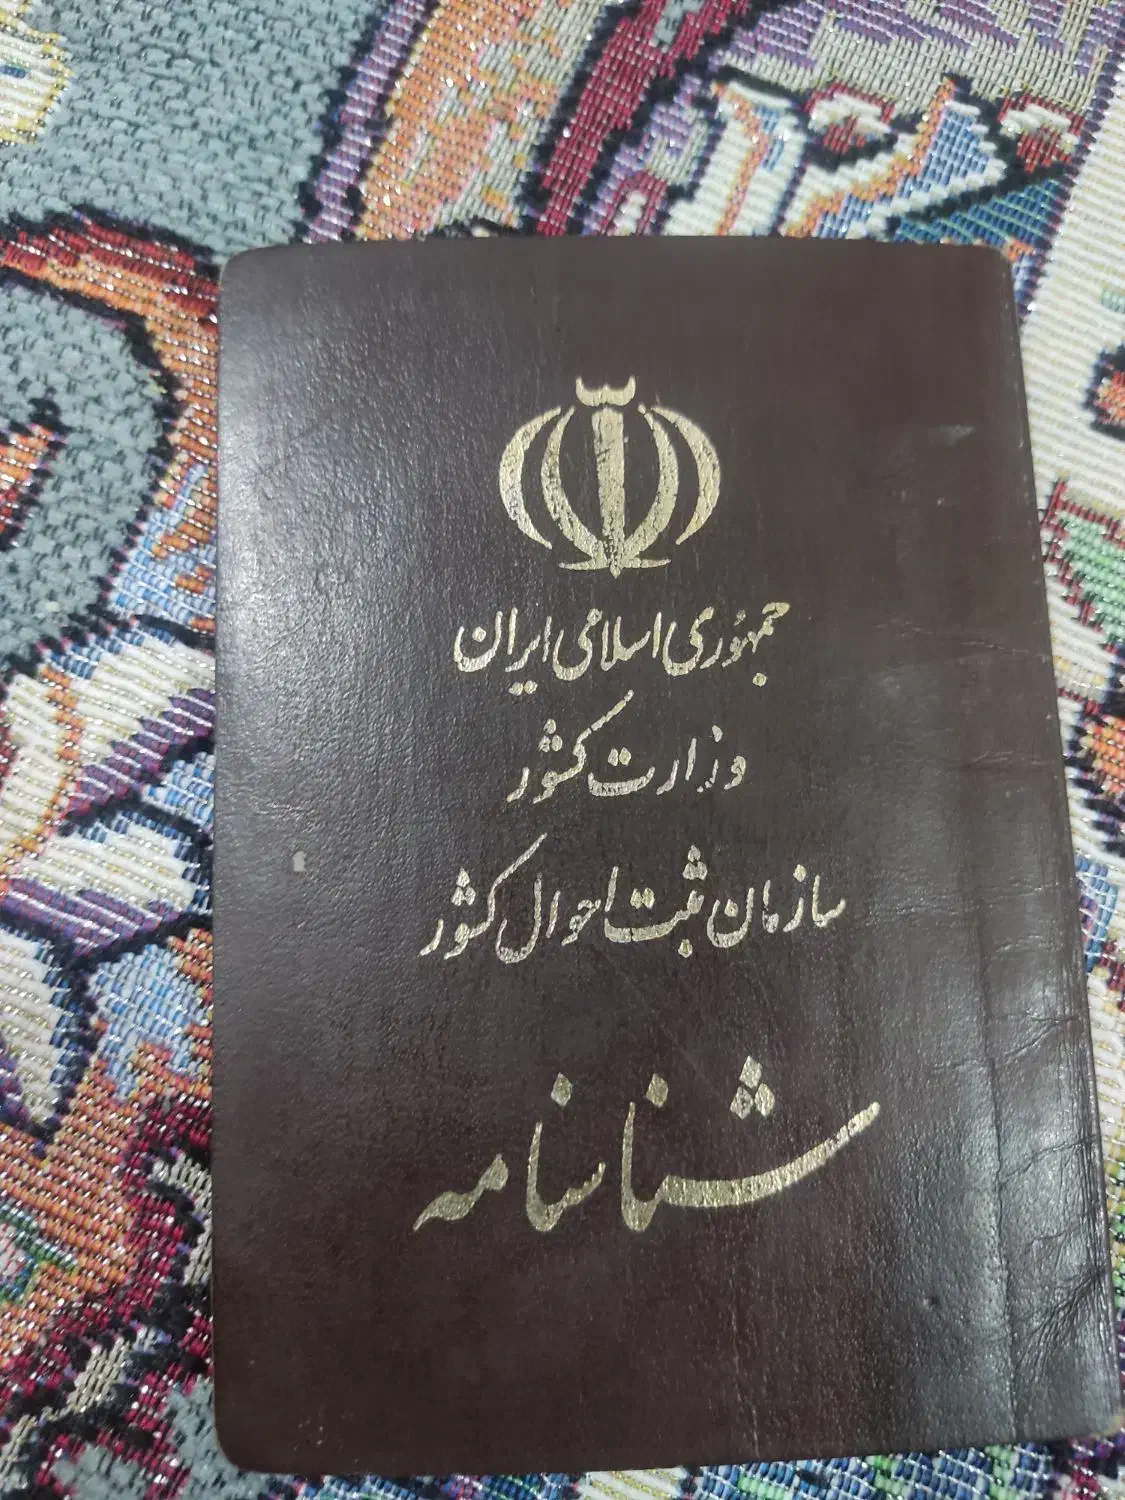 جمهوری اسلامی ایران
وزارت کشور
سازمان ثبت احوال کشور
شناسنامه